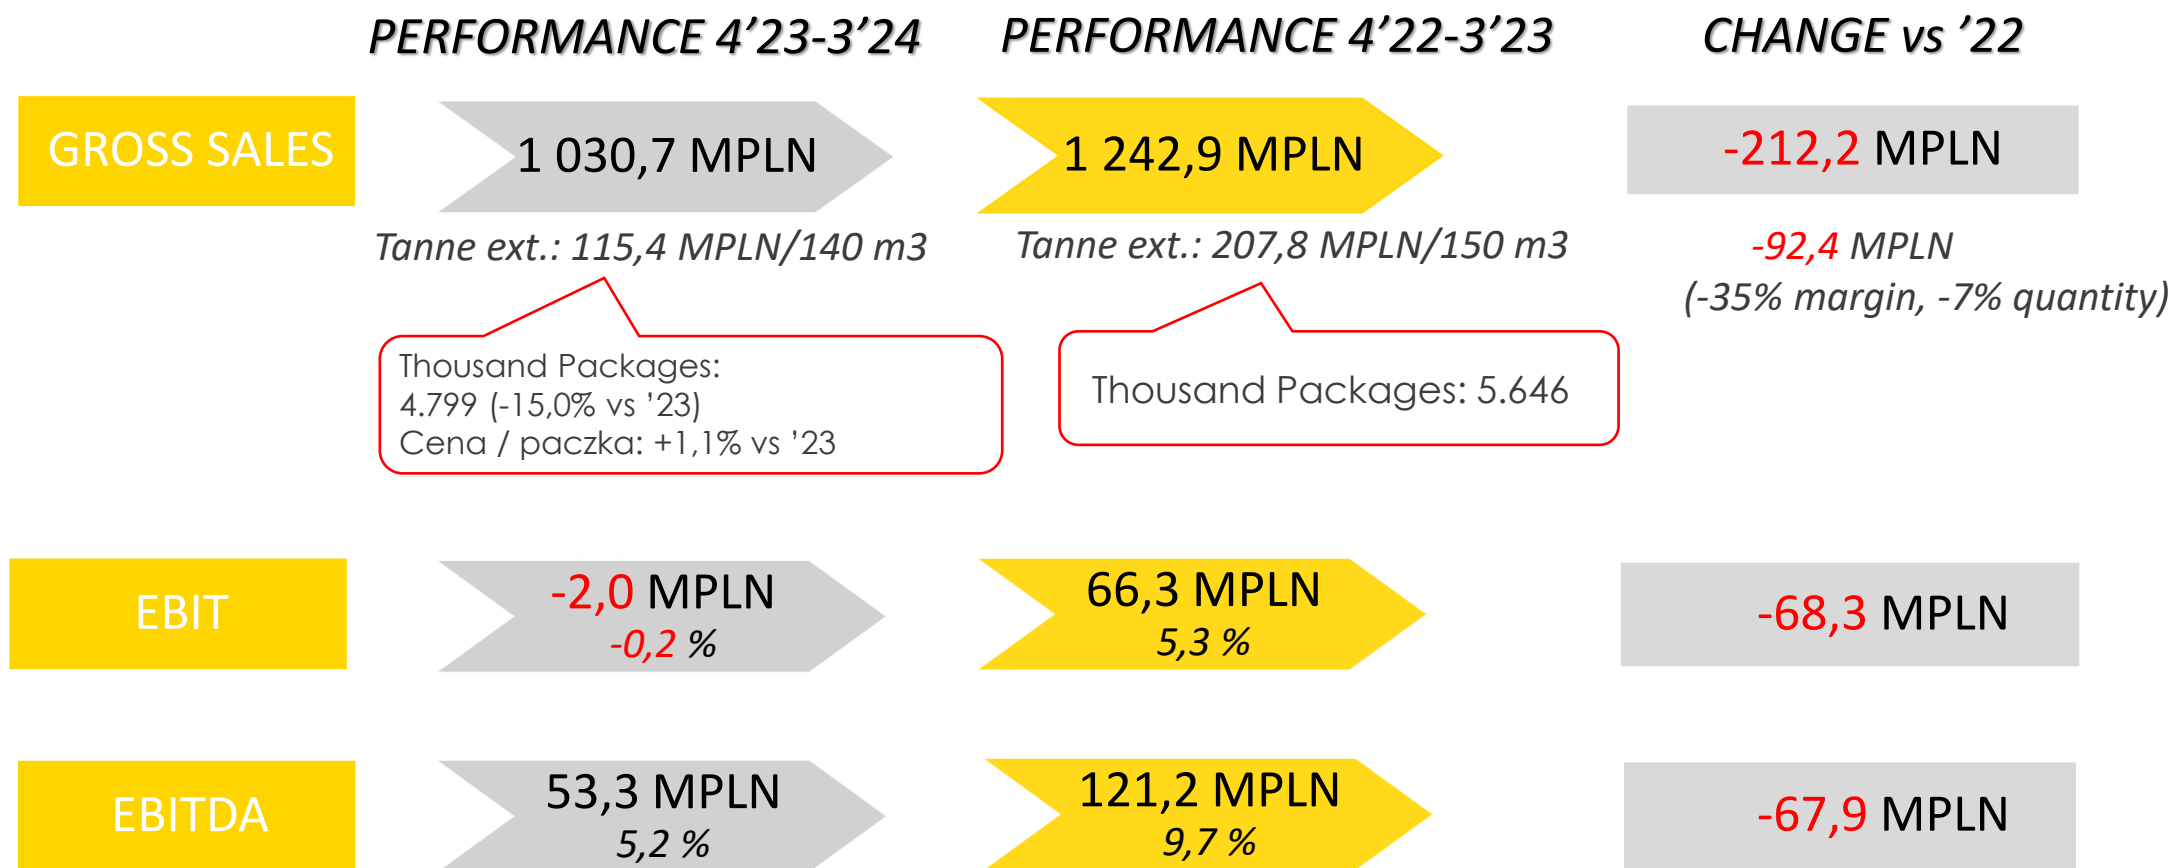 PERFORMANCE 4’23-3’24
PERFORMANCE 4’22-3’23
CHANGE vs ’22
GROSS SALES
1 030,7 MPLN
1 242,9 MPLN
-212,2 MPLN
Tanne ext.: 115,4 MPLN/140 m3
Tanne ext.: 207,8 MPLN/150 m3
-92,4 MPLN
(-35% margin, -7% quantity)
Thousand Packages:
4.799 (-15,0% vs ’23)
Cena / paczka: +1,1% vs ’23
Thousand Packages: 5.646
EBIT
-2,0 MPLN
-0,2 %
66,3 MPLN
5,3 %
-68,3 MPLN
EBITDA
53,3 MPLN
5,2 %
121,2 MPLN
9,7 %
-67,9 MPLN